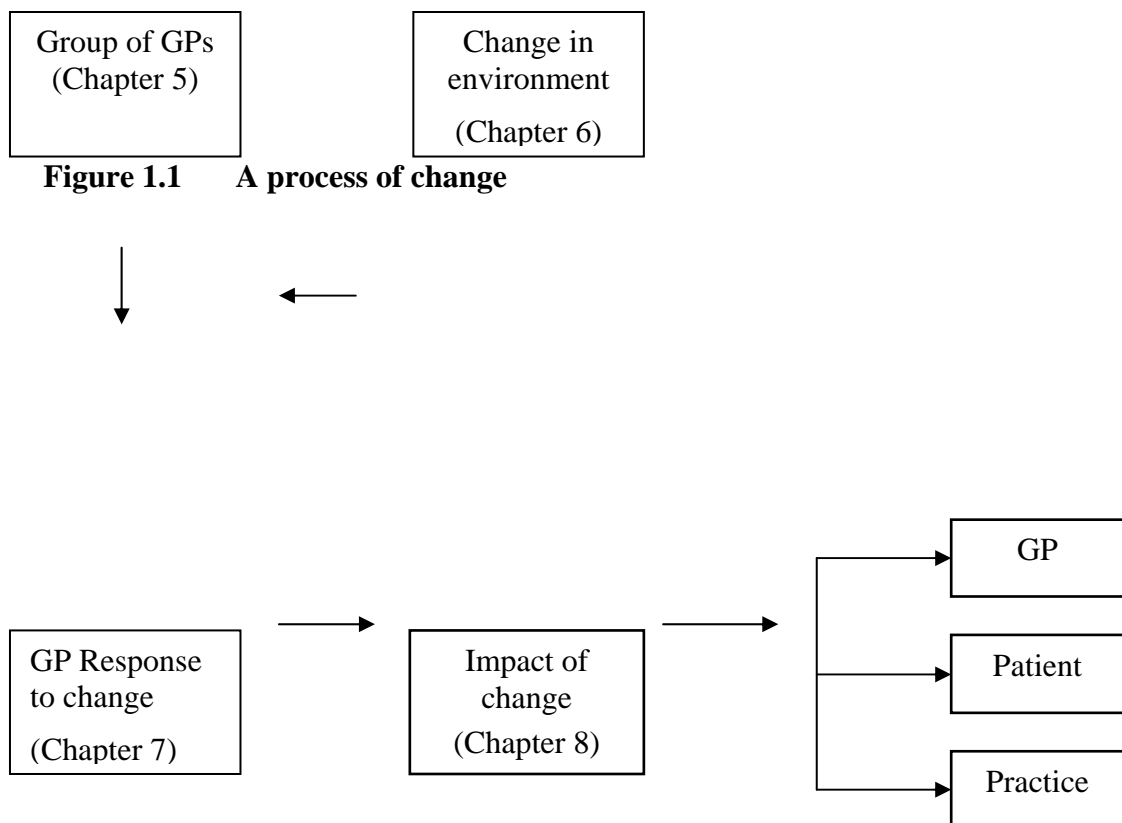 Group of GPs
(Chapter 5)
Change in
environment
(Chapter 6)
Figure 1.1 A process of change
GP
GP Response
to change
(Chapter 7)
Impact of
change
(Chapter 8)
Patient
Practice